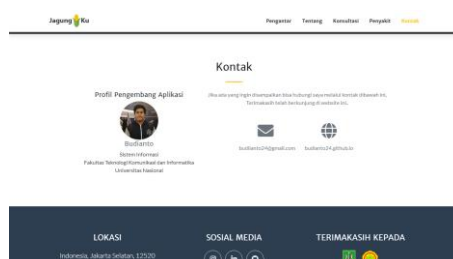 Jagung Ku
Pengantar Tentang Konsultasi Penyakit Kontak
Kontak
Profil Pengembang Aplikasi
Budianto
Sistem Informasi
Fakultas Teknologi Komunikasi dan Informatika
Universitas Nasional
Jika ada yang ingin disampaikan bisa hubungi saya melalui kontak dibawah ini.
Terimakasih telah berkunjung di website ini.
budianto24@gmail.com budianto24.github.io
LOKASI
Indonesia, Jakarta Selatan, 12520
SOSIAL MEDIA
TERIMAKASIH KEPADA